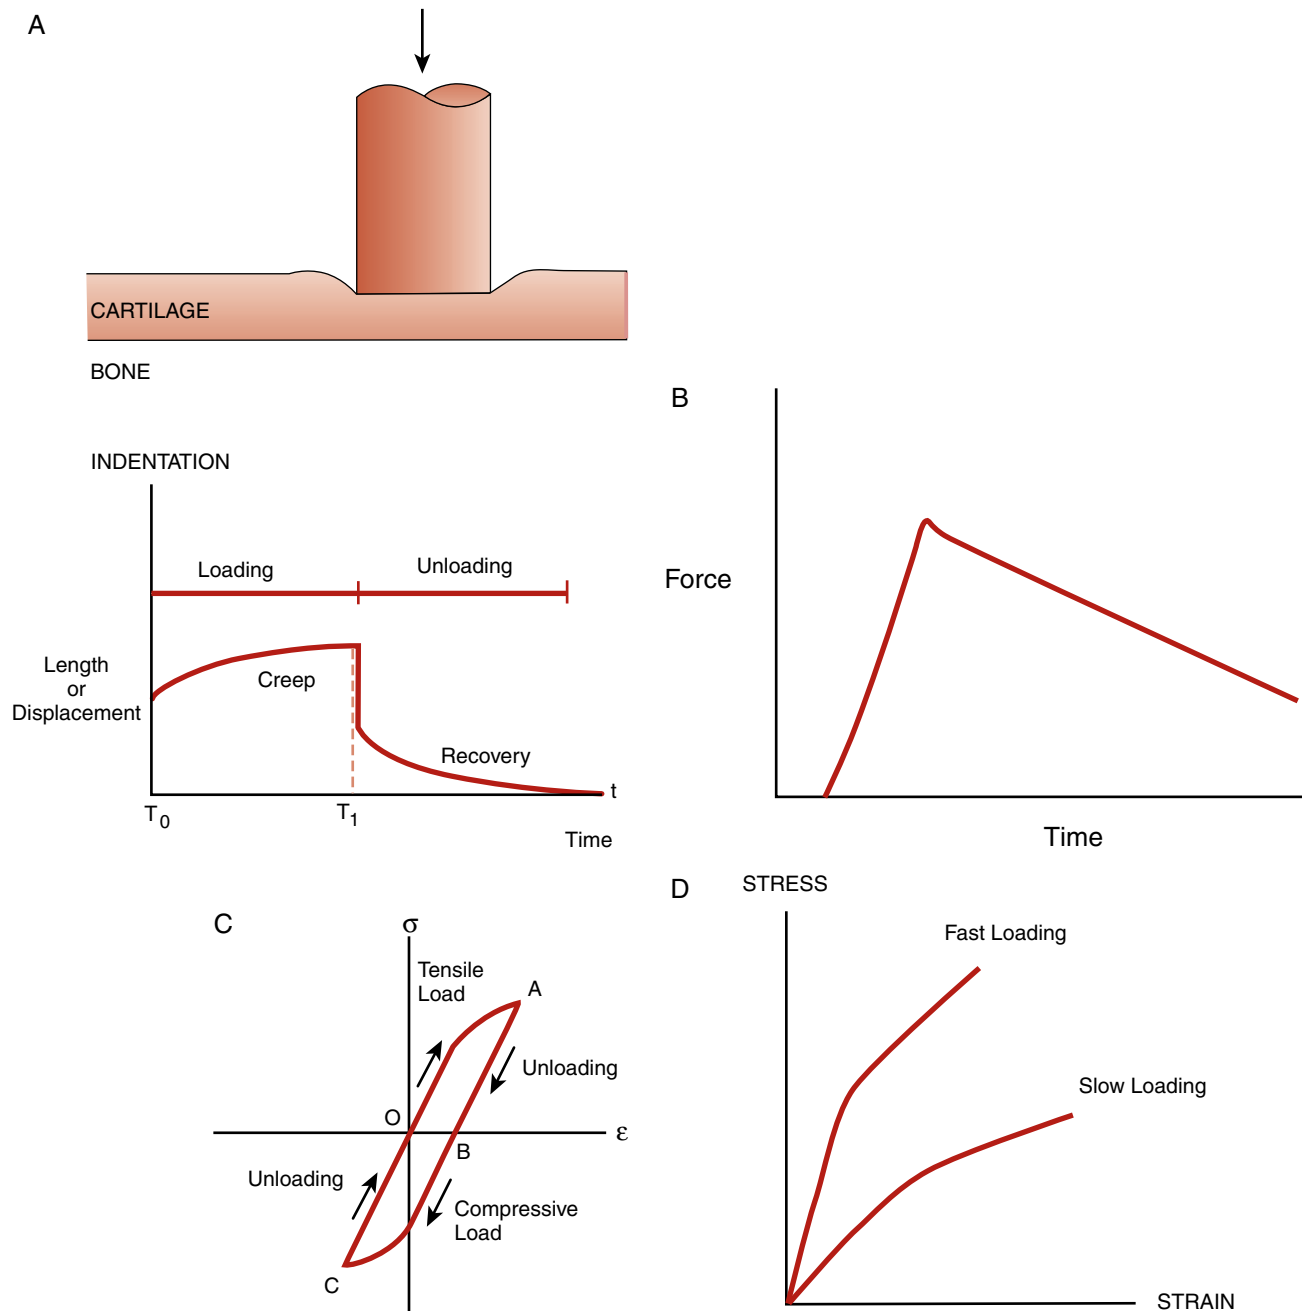 A
CARTILAGE
BONE
INDENTATION
Loading
Unloading
Length
or
Displacement
Creep
Recovery
t
T0
T1
Time
B
Force
Time
C
σ
Tensile
Load
A
Unloading
O
ε
B
Unloading
Compressive
Load
C
D
STRESS
Fast Loading
Slow Loading
STRAIN